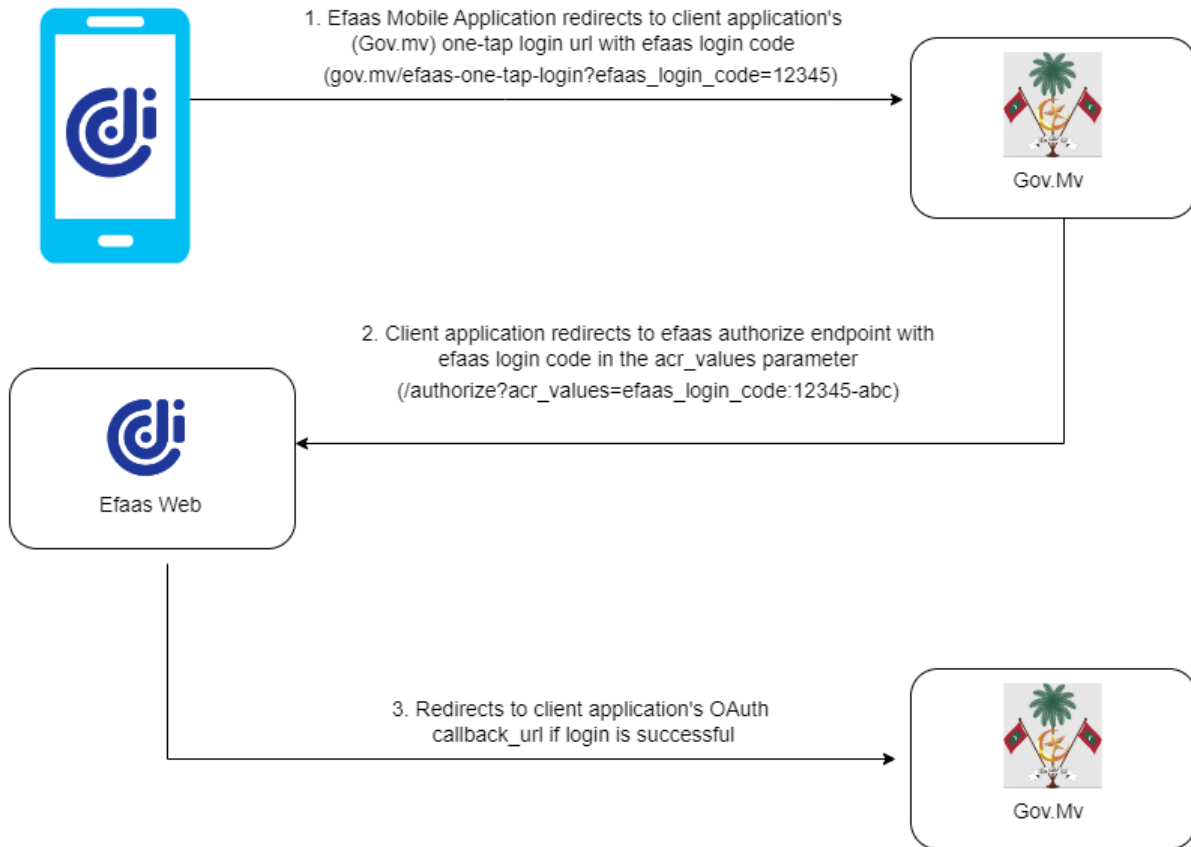 1. Efaas Mobile Application redirects to client application's
(Gov.mv) one-tap login url with efaas login code
(gov.mv/efaas-one-tap-login?efaas_login_code=12345)
Gov.Mv
2. Client application redirects to efaas authorize endpoint with
efaas login code in the acr_values parameter
(/authorize?acr_values=efaas_login_code:12345-abc)
Efaas Web
3. Redirects to client application's OAuth
callback_url if login is successful
Gov.Mv